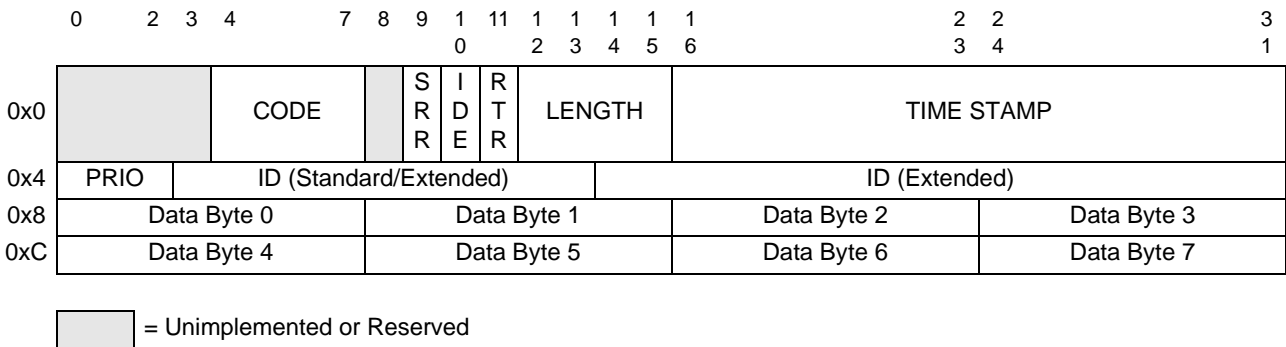 0 2 3 4 7 8 9 1 11 1 1 1 1 1 2 2 3
0 2 3 4 5 6 3 4 1
0x0 CODE SRR IDE RTR LENGTH TIME STAMP
0x4 PRIO ID (Standard/Extended) ID (Extended)
0x8 Data Byte 0 Data Byte 1 Data Byte 2 Data Byte 3
0xC Data Byte 4 Data Byte 5 Data Byte 6 Data Byte 7
= Unimplemented or Reserved